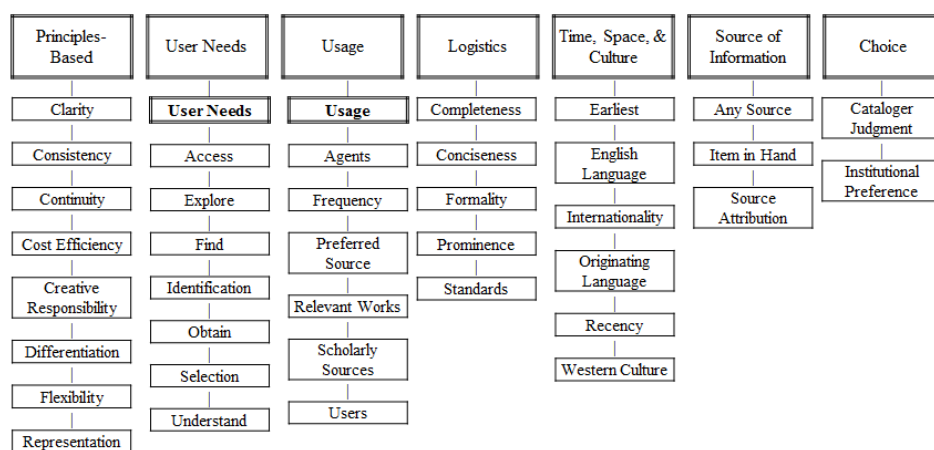 Principles-
Based
Clarity
Consistency
Continuity
Cost Efficiency
Creative
Responsibility
Differentiation
Flexibility
Representation
User Needs
User Needs
Access
Explore
Find
Identification
Obtain
Selection
Understand
Usage
Usage
Agents
Frequency
Preferred
Source
Relevant Works
Scholarly
Sources
Users
Logistics
Completeness
Conciseness
Formality
Prominence
Standards
Time, Space, &
Culture
Earliest
English
Language
Internationality
Originating
Language
Recency
Western Culture
Source of
Information
Any Source
Item in Hand
Source
Attribution
Choice
Cataloger
Judgment
Institutional
Preference